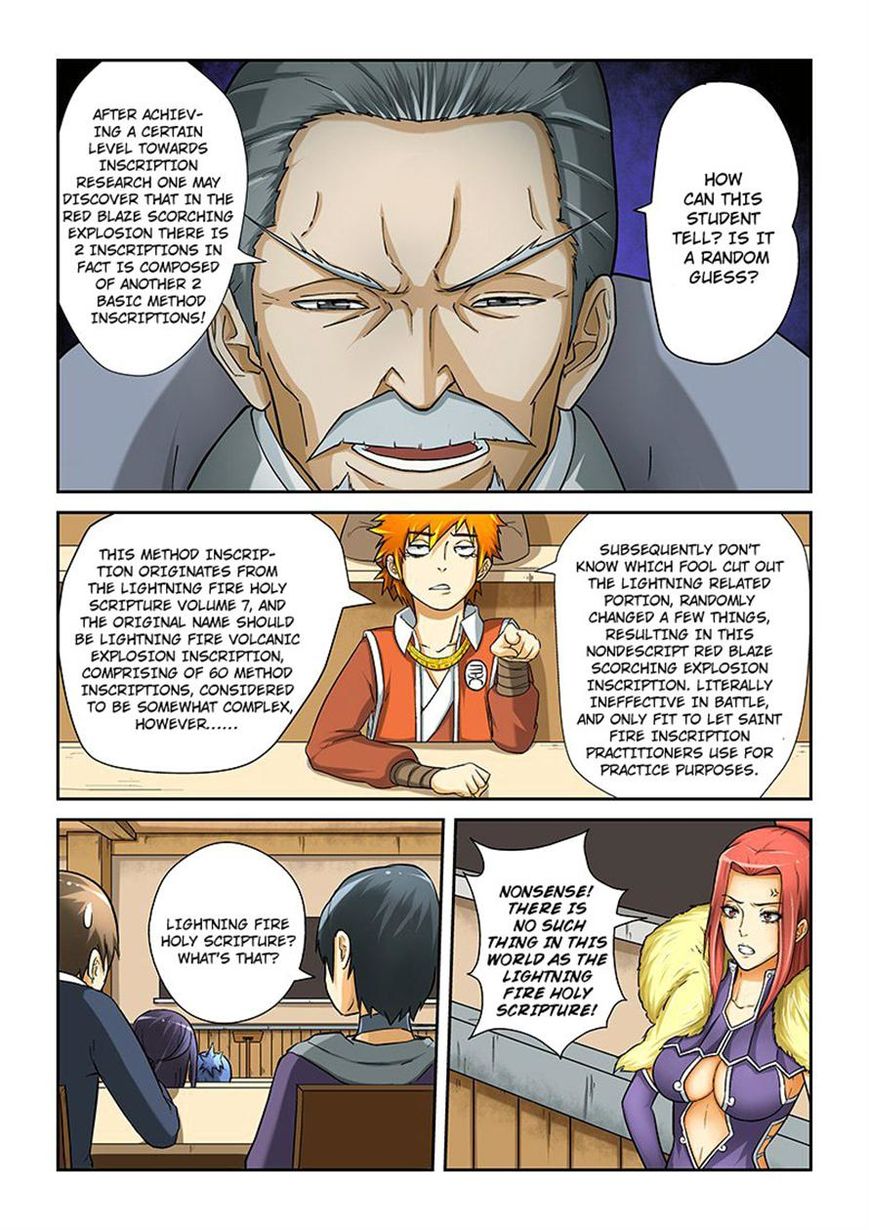 AFTER ACHIEV-
ING A CERTAIN
LEVEL TOWARDS
INSCRIPTION
RESEARCH ONE MAY
DISCOVER THAT IN THE
RED BLAZE SCORCHING
EXPLOSION THERE IS
2 INSCRIPTIONS IN
FACT IS COMPOSED
OF ANOTHER 2
BASIC METHOD
INSCRIPTIONS!
HOW
CAN THIS
STUDENT
TELL? IS IT
A RANDOM
GUESS?
THIS METHOD INSCRIP-
TION ORIGINATES FROM
THE LIGHTNING FIRE HOLY
SCRIPTURE VOLUME 7, AND
THE ORIGINAL NAME SHOULD
BE LIGHTNING FIRE VOLCANIC
EXPLOSION INSCRIPTION,
COMPRISING OF 60 METHOD
INSCRIPTIONS, CONSIDERED
TO BE SOMEWHAT COMPLEX,
HOWEVER......
SUBSEQUENTLY DON'T
KNOW WHICH FOOL CUT OUT
THE LIGHTNING RELATED
PORTION, RANDOMLY
CHANGED A FEW THINGS,
RESULTING IN THIS
NONDESCRIPT RED BLAZE
SCORCHING EXPLOSION
INSCRIPTION. LITERALLY
INEFFECTIVE IN BATTLE,
AND ONLY FIT TO LET SAINT
FIRE INSCRIPTION
PRACTITIONERS USE FOR
PRACTICE PURPOSES.
LIGHTNING FIRE
HOLY SCRIPTURE?
WHAT'S THAT?
NONSENSE!
THERE IS
NO SUCH
THING IN THIS
WORLD AS THE
LIGHTNING
FIRE HOLY
SCRIPTURE!